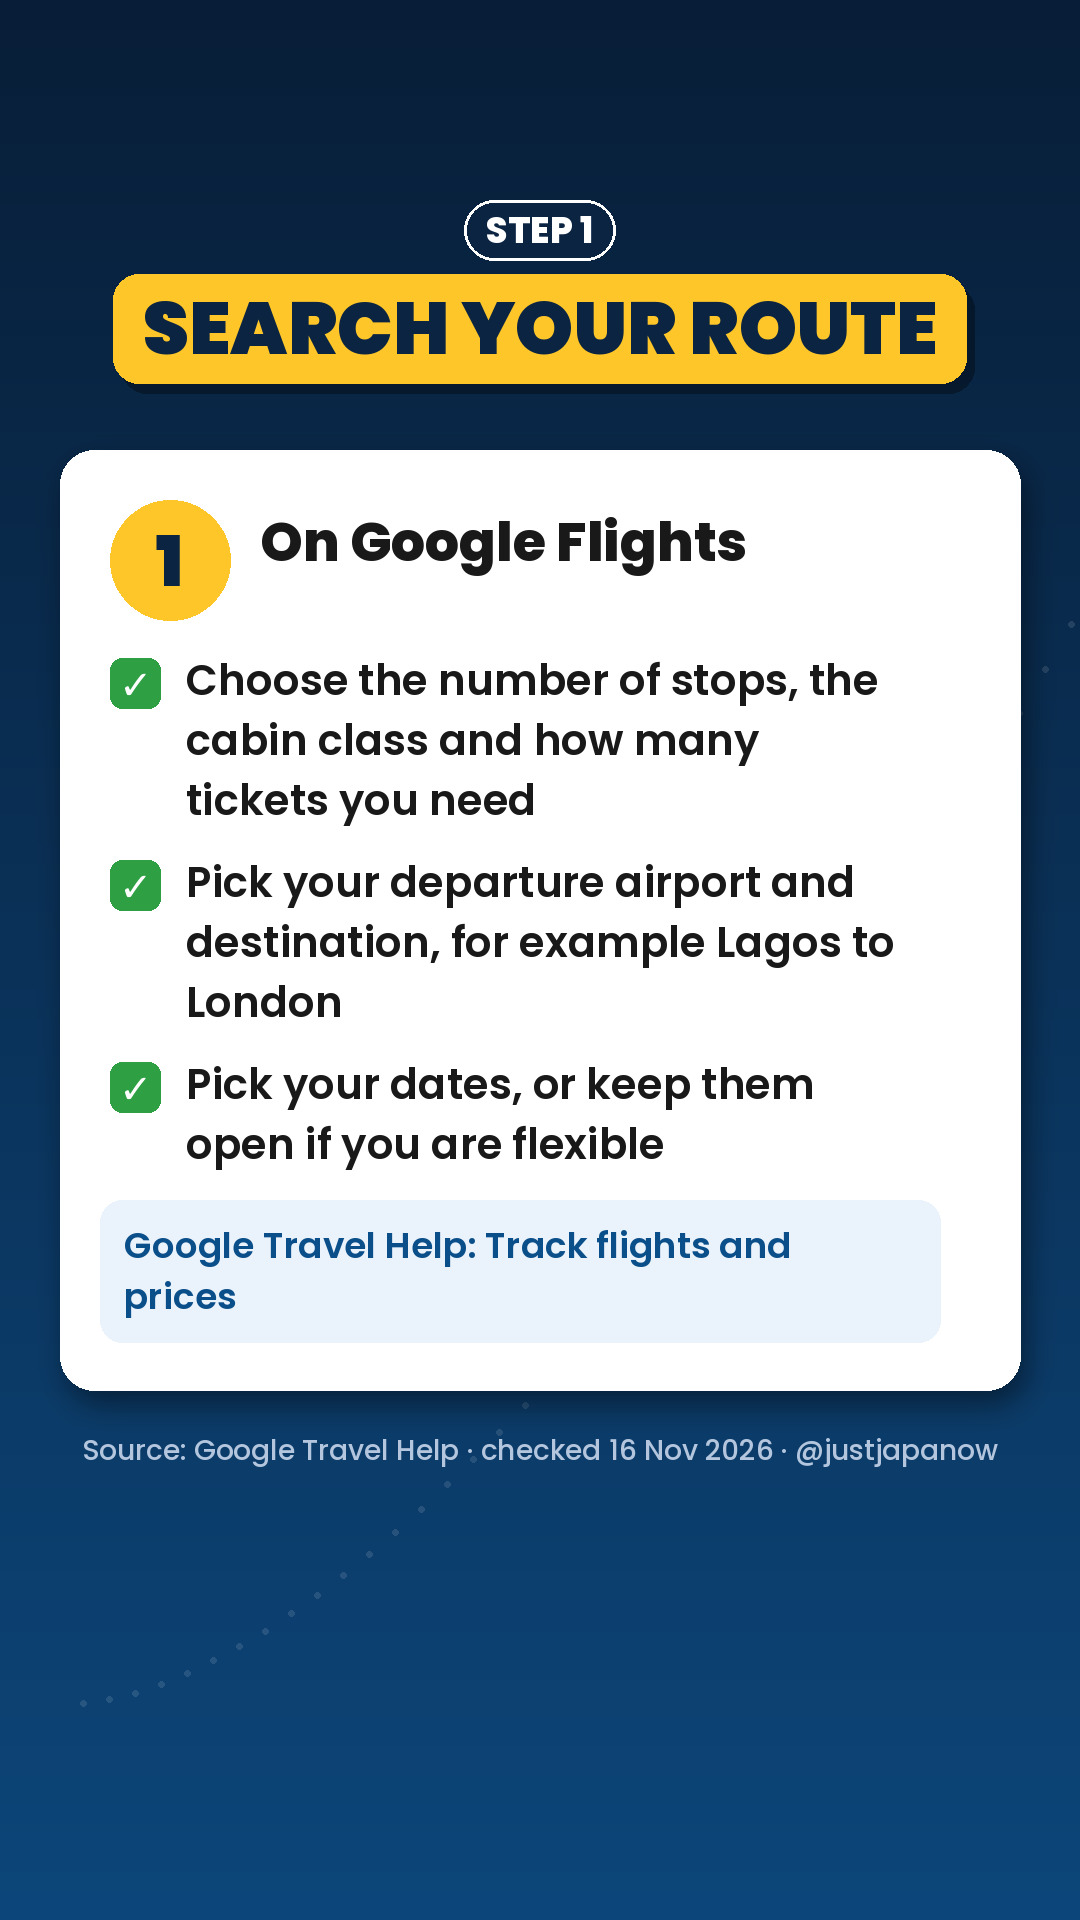 STEP 1
SEARCH YOUR ROUTE
1
On Google Flights
✓ Choose the number of stops, the
cabin class and how many
tickets you need
✓ Pick your departure airport and
destination, for example Lagos to
London
✓ Pick your dates, or keep them
open if you are flexible
Google Travel Help: Track flights and
prices
Source: Google Travel Help · checked 16 Nov 2026 · @justjapanow